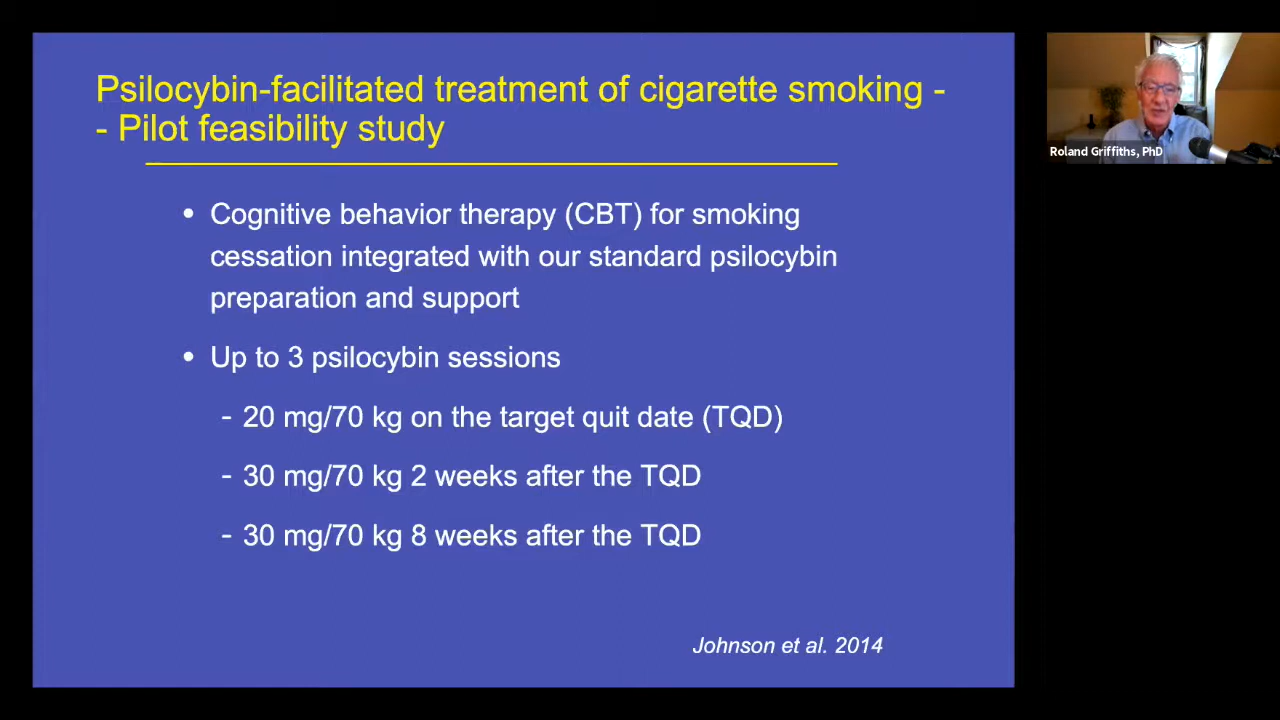 Psilocybin-facilitated treatment of cigarette smoking -
- Pilot feasibility study
• Cognitive behavior therapy (CBT) for smoking
cessation integrated with our standard psilocybin
preparation and support
• Up to 3 psilocybin sessions
- 20 mg/70 kg on the target quit date (TQD)
- 30 mg/70 kg 2 weeks after the TQD
- 30 mg/70 kg 8 weeks after the TQD
Johnson et al. 2014
Roland Griffiths, PhD